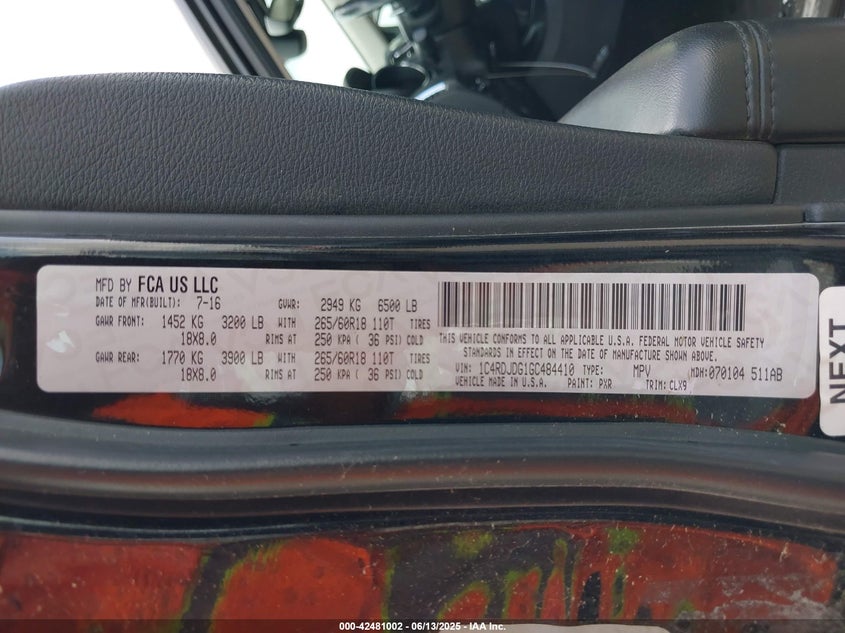 MFD BY FCA US LLC
DATE OF MFR(BUILT): 7-16 GVWR: 2949 KG 6500 LB
GAWR FRONT: 1452 KG 3200 LB WITH 265/60R18 110T TIRES
18X8.0 RIMS AT 250 KPA ( 36 PSI) COLD
GAWR REAR: 1770 KG 3900 LB WITH 265/60R18 110T TIRES
18X8.0 RIMS AT 250 KPA ( 36 PSI) COLD
THIS VEHICLE CONFORMS TO ALL APPLICABLE U.S.A. FEDERAL MOTOR VEHICLE SAFETY
STANDARDS IN EFFECT ON THE DATE OF MANUFACTURE SHOWN ABOVE.
VIN: 1C4RDJDG1GC484410 TYPE: MPV MDH: 070104 511AB
VEHICLE MADE IN U.S.A. PAINT: PXR TRIM: CLX9
NEXT
000-42481002 - 06/13/2025 - IAA Inc.